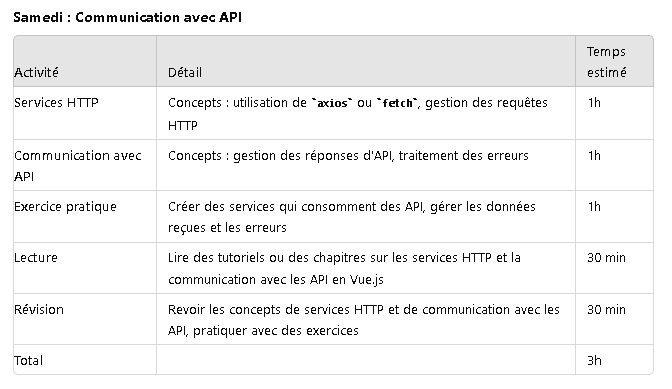 Samedi : Communication avec API
Temps
Activité Détail estimé
Services HTTP Concepts : utilisation de `axios` ou `fetch`, gestion des requêtes 1h
HTTP
Communication avec Concepts : gestion des réponses d'API, traitement des erreurs 1h
API
Exercice pratique Créer des services qui consomment des API, gérer les données 1h
reçues et les erreurs
Lecture Lire des tutoriels ou des chapitres sur les services HTTP et la 30 min
communication avec les API en Vue.js
Révision Revoir les concepts de services HTTP et de communication avec les 30 min
API, pratiquer avec des exercices
Total 3h